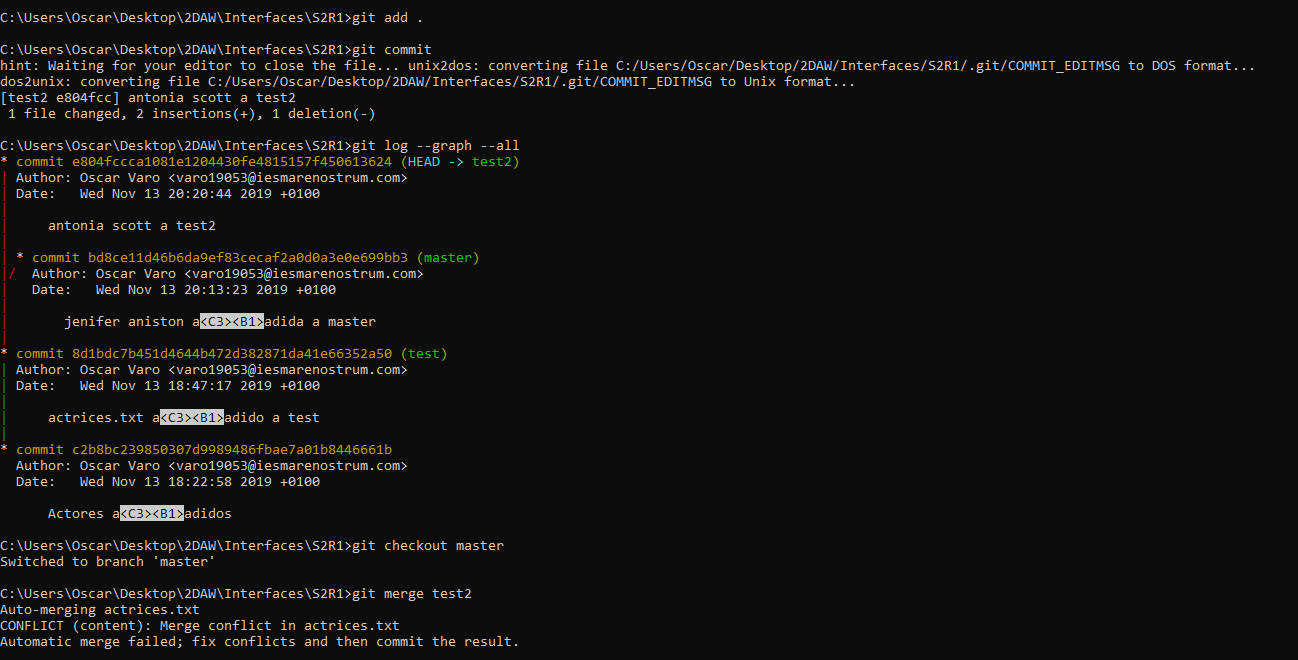 C:\Users\Oscar\Desktop\2DAW\Interfaces\S2R1>git add .
C:\Users\Oscar\Desktop\2DAW\Interfaces\S2R1>git commit
hint: Waiting for your editor to close the file... unix2dos: converting file C:/Users/Oscar/Desktop/2DAW/Interfaces/S2R1/.git/COMMIT_EDITMSG to DOS format...
dos2unix: converting file C:/Users/Oscar/Desktop/2DAW/Interfaces/S2R1/.git/COMMIT_EDITMSG to Unix format...
[test2 e804fcc] antonia scott a test2
 1 file changed, 2 insertions(+), 1 deletion(-)
C:\Users\Oscar\Desktop\2DAW\Interfaces\S2R1>git log --graph --all
* commit e804fccca1081e1204430fe4815157f450613624 (HEAD -> test2)
| Author: Oscar Varo <varo19053@iesmarenostrum.com>
| Date:   Wed Nov 13 20:20:44 2019 +0100
|
|     antonia scott a test2
|
| * commit bd8ce11d46b6da9ef83cecaf2a0d0a3e0e699bb3 (master)
|/  Author: Oscar Varo <varo19053@iesmarenostrum.com>
|   Date:   Wed Nov 13 20:13:23 2019 +0100
|
|       jenifer aniston a<C3><B1>adida a master
|
* commit 8d1bdc7b451d4644b472d382871da41e66352a50 (test)
| Author: Oscar Varo <varo19053@iesmarenostrum.com>
| Date:   Wed Nov 13 18:47:17 2019 +0100
|
|     actrices.txt a<C3><B1>adido a test
|
* commit c2b8bc239850307d9989486fbae7a01b8446661b
  Author: Oscar Varo <varo19053@iesmarenostrum.com>
  Date:   Wed Nov 13 18:22:58 2019 +0100
      Actores a<C3><B1>adidos
C:\Users\Oscar\Desktop\2DAW\Interfaces\S2R1>git checkout master
Switched to branch 'master'
C:\Users\Oscar\Desktop\2DAW\Interfaces\S2R1>git merge test2
Auto-merging actrices.txt
CONFLICT (content): Merge conflict in actrices.txt
Automatic merge failed; fix conflicts and then commit the result.